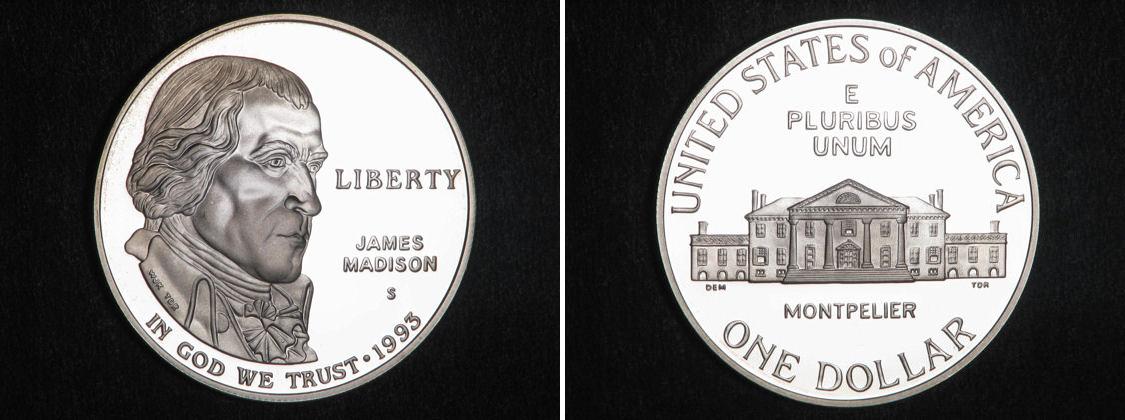 LIBERTY
JAMES
MADISON
S
IN GOD WE TRUST • 1993
UNITED STATES of AMERICA
E
PLURIBUS
UNUM
DEM
TDR
MONTPELIER
ONE DOLLAR